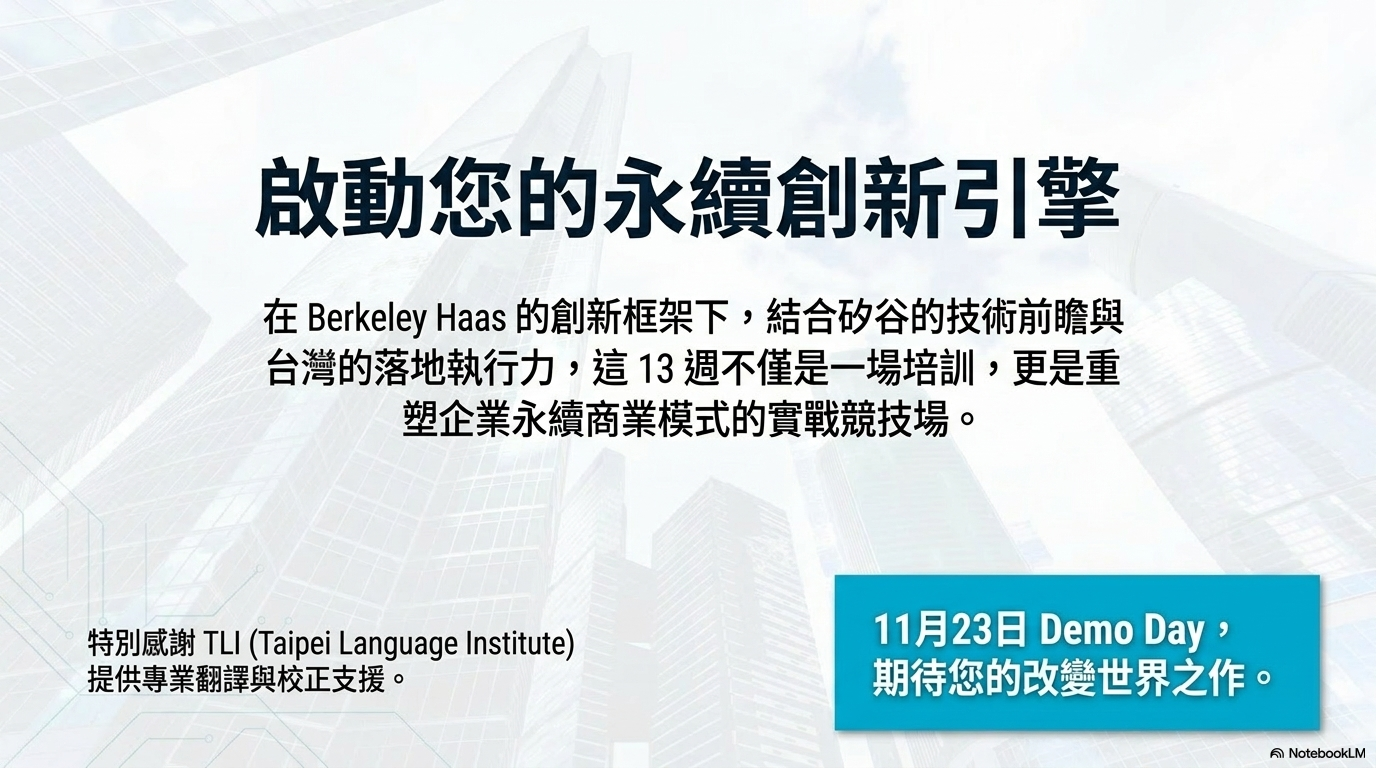 啟動您的永續創新引擎
在 Berkeley Haas 的創新框架下，結合矽谷的技術前瞻與
台灣的落地執行力，這 13 週不僅是一場培訓，更是重
塑企業永續商業模式的實戰競技場。
特別感謝 TLI (Taipei Language Institute)
提供專業翻譯與校正支援。
11月23日 Demo Day，
期待您的改變世界之作。
NotebookLM